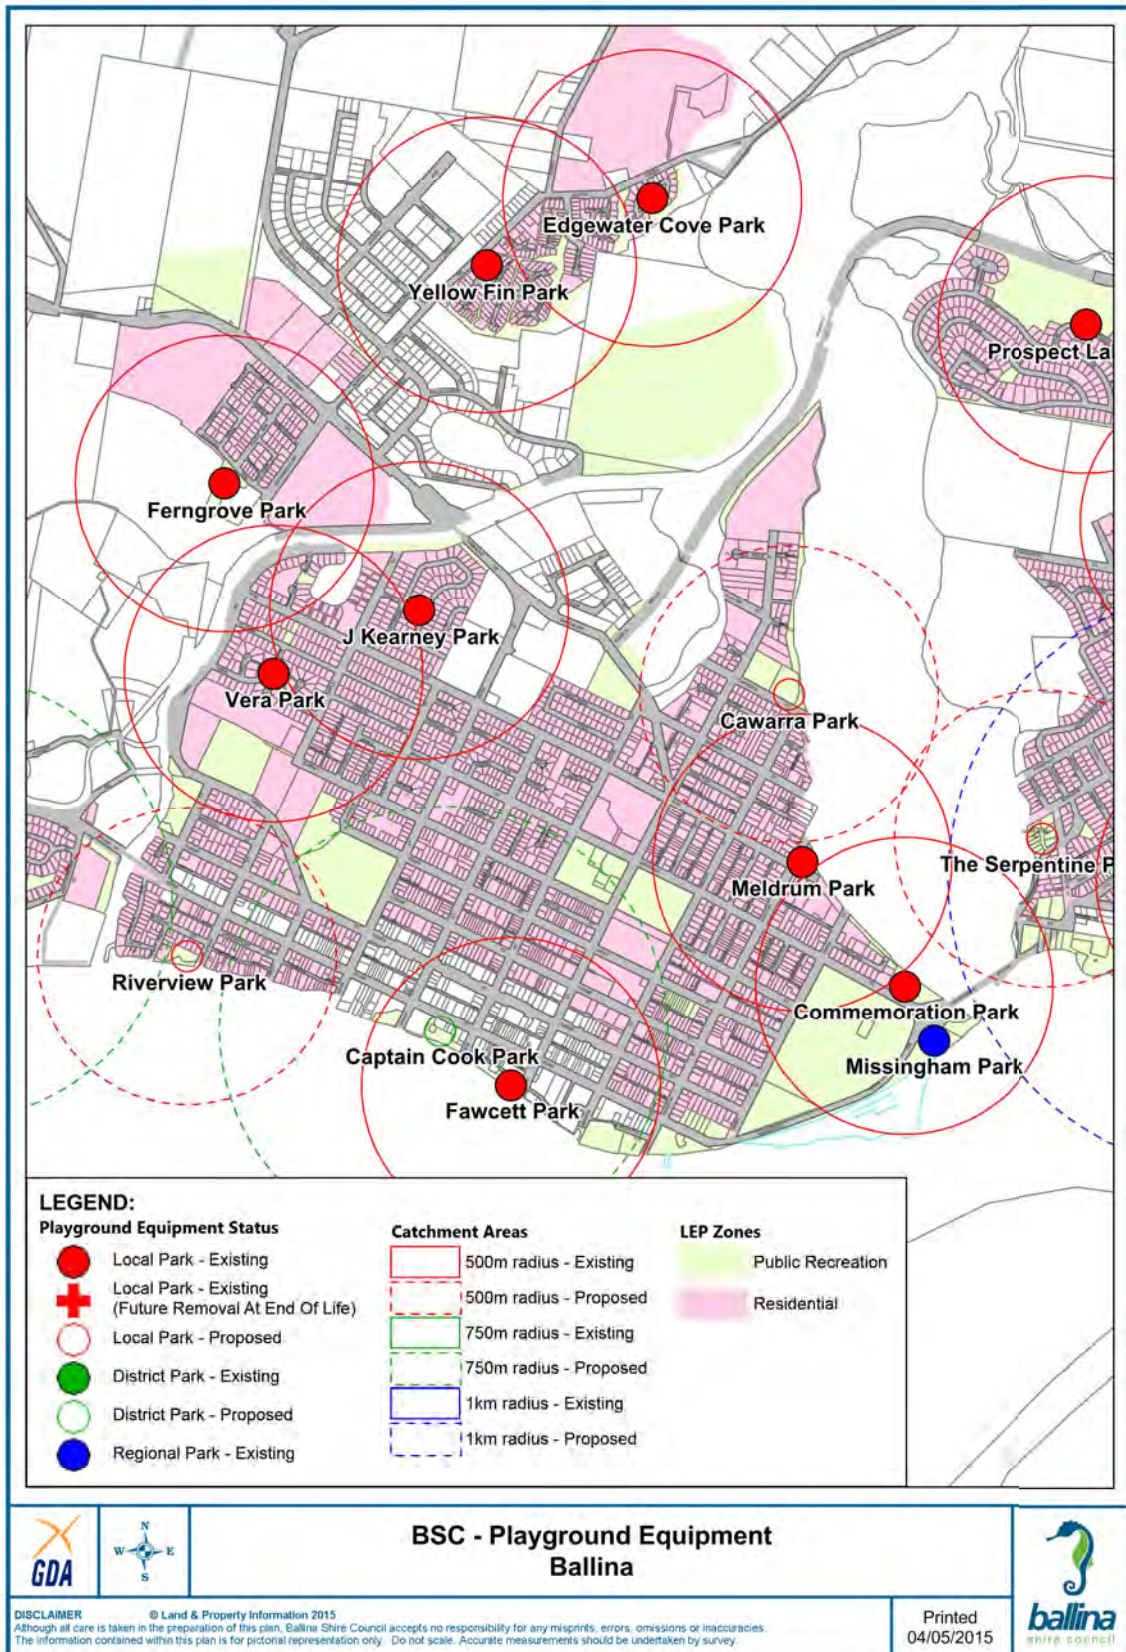 Edgewater Cove Park
Yellow Fin Park
Prospect La
Ferngrove Park
J Kearney Park
Vera Park
Cawarra Park
The Serpentine P
Meldrum Park
Riverview Park
Commemoration Park
Captain Cook Park
Missingham Park
Fawcett Park
LEGEND:
Playground Equipment Status
Local Park - Existing
Local Park - Existing
(Future Removal At End Of Life)
Local Park - Proposed
District Park - Existing
District Park - Proposed
Regional Park - Existing
Catchment Areas
500m radius - Existing
500m radius - Proposed
750m radius - Existing
750m radius - Proposed
1km radius - Existing
1km radius - Proposed
LEP Zones
Public Recreation
Residential
GDA
N
W E
S
BSC - Playground Equipment
Ballina
ballina
shire council
DISCLAIMER © Land & Property Information 2015
Although all care is taken in the preparation of this plan, Ballina Shire Council accepts no responsibility for any misprints, errors, omissions or inaccuracies.
The information contained within this plan is for pictorial representation only. Do not scale. Accurate measurements should be undertaken by survey.
Printed
04/05/2015